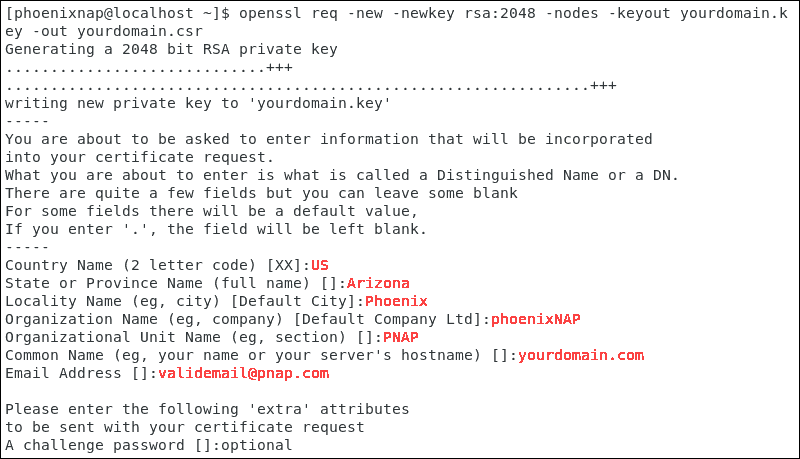 [phoenixnap@localhost ~]$ openssl req -new -newkey rsa:2048 -nodes -keyout yourdomain.k
ey -out yourdomain.csr
Generating a 2048 bit RSA private key
.............................+++
.................................................................+++
writing new private key to 'yourdomain.key'
-----
You are about to be asked to enter information that will be incorporated
into your certificate request.
What you are about to enter is what is called a Distinguished Name or a DN.
There are quite a few fields but you can leave some blank
For some fields there will be a default value,
If you enter '.', the field will be left blank.
-----
Country Name (2 letter code) [XX]:US
State or Province Name (full name) []:Arizona
Locality Name (eg, city) [Default City]:Phoenix
Organization Name (eg, company) [Default Company Ltd]:phoenixNAP
Organizational Unit Name (eg, section) []:PNAP
Common Name (eg, your name or your server's hostname) []:yourdomain.com
Email Address []:validemail@pnap.com

Please enter the following 'extra' attributes
to be sent with your certificate request
A challenge password []:optional